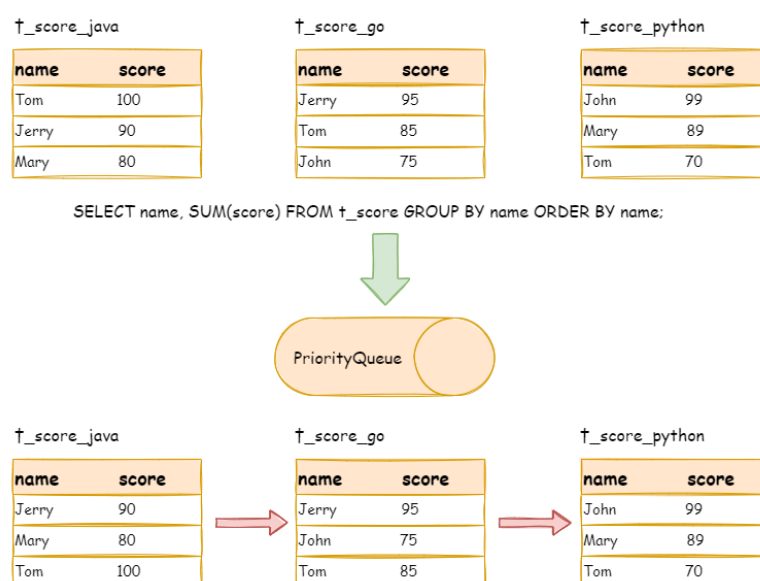 t_score_java t_score_go t_score_python
name score name score name score
Tom 100 Jerry 95 John 99
Jerry 90 Tom 85 Mary 89
Mary 80 John 75 Tom 70
SELECT name, SUM(score) FROM t_score GROUP BY name ORDER BY name;
PriorityQueue
t_score_java t_score_go t_score_python
name score name score name score
Jerry 90 Jerry 95 John 99
Mary 80 John 75 Mary 89
Tom 100 Tom 85 Tom 70